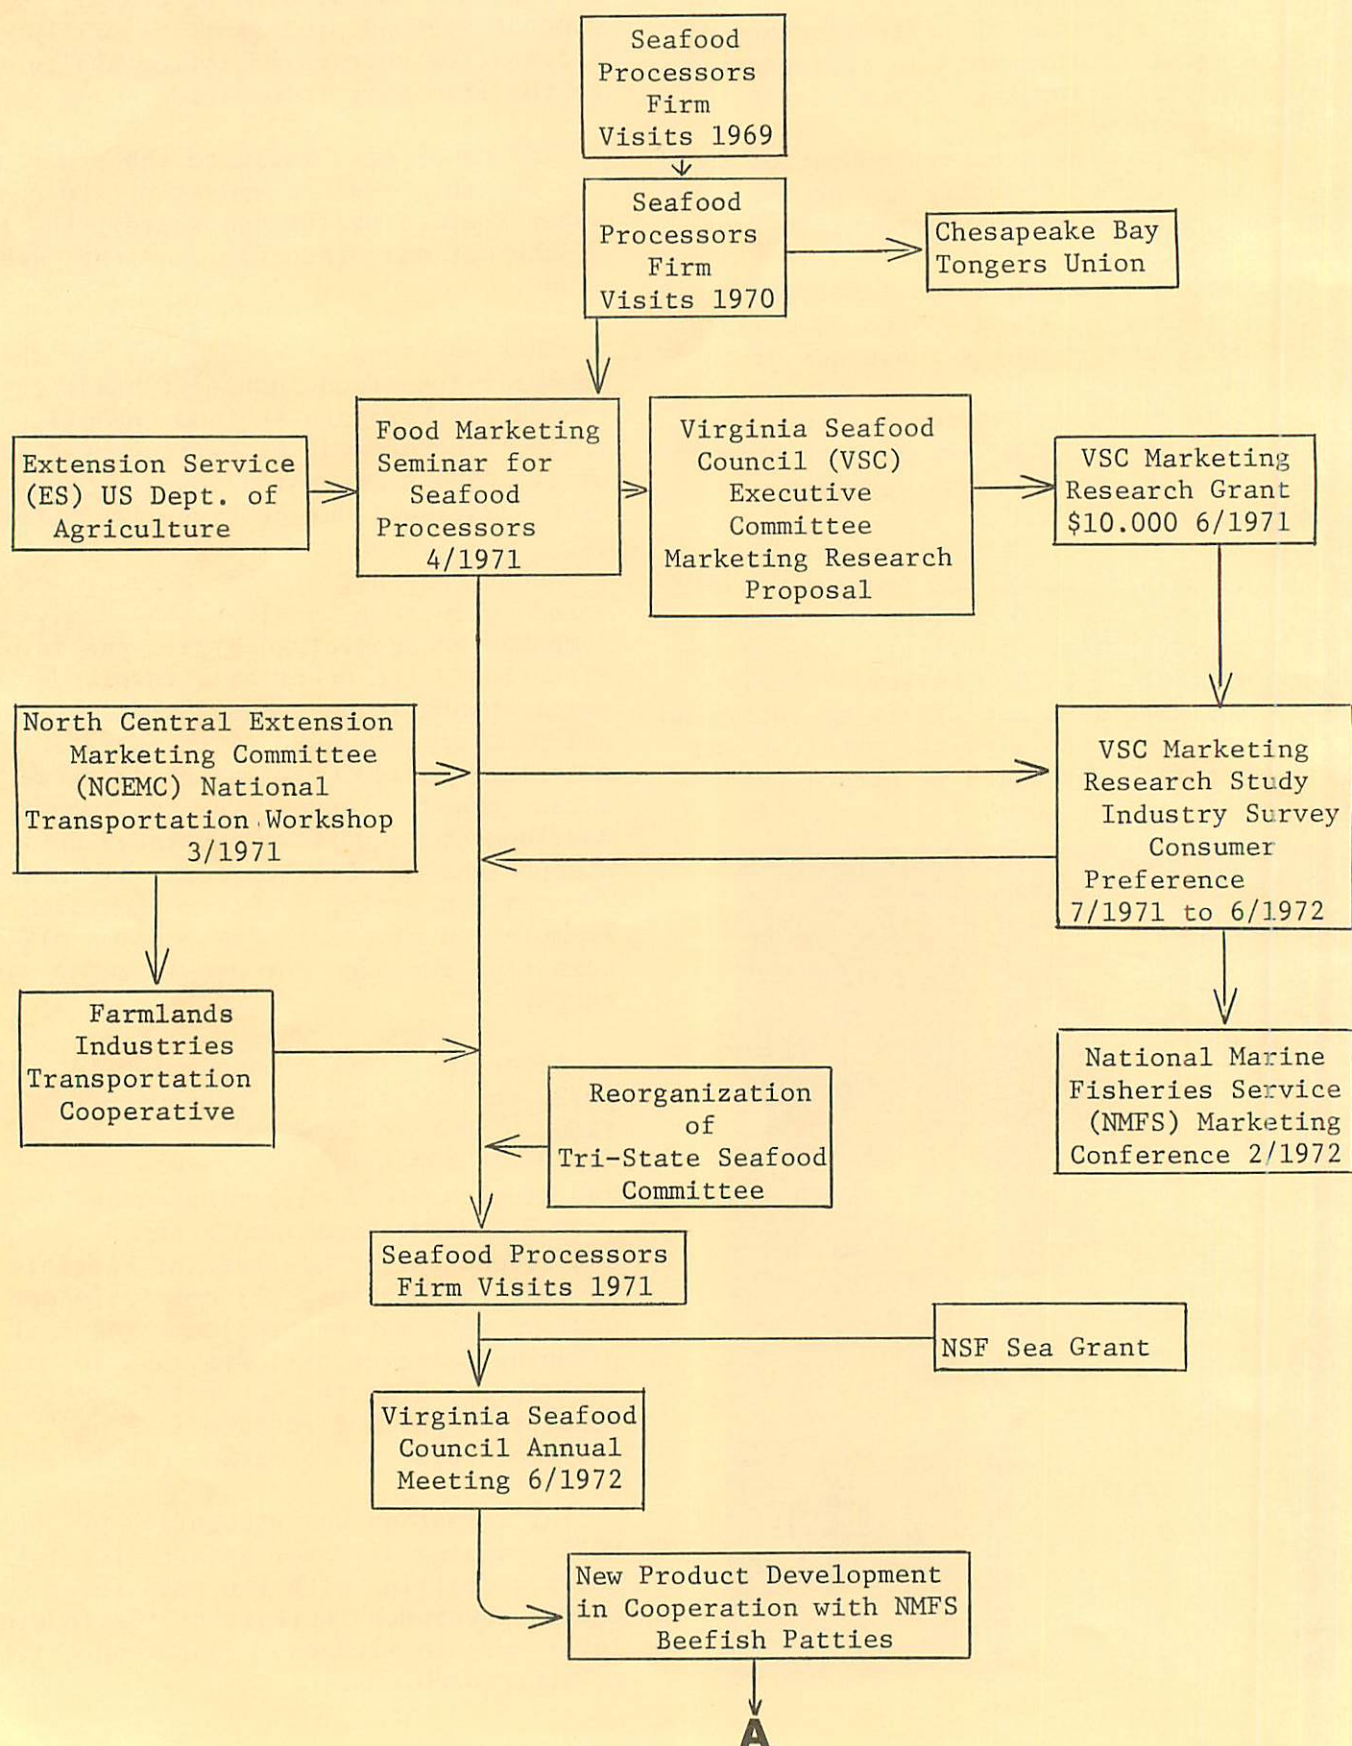 Seafood
Processors
Firm
Visits 1969
Seafood
Processors
Firm
Visits 1970
Chesapeake Bay
Tongers Union
Extension Service
(ES) US Dept. of
Agriculture
Food Marketing
Seminar for
Seafood
Processors
4/1971
Virginia Seafood
Council (VSC)
Executive
Committee
Marketing Research
Proposal
VSC Marketing
Research Grant
$10.000 6/1971
North Central Extension
Marketing Committee
(NCEMC) National
Transportation Workshop
3/1971
VSC Marketing
Research Study
Industry Survey
Consumer
Preference
7/1971 to 6/1972
Farmlands
Industries
Transportation
Cooperative
Reorganization
of
Tri-State Seafood
Committee
National Marine
Fisheries Service
(NMFS) Marketing
Conference 2/1972
Seafood Processors
Firm Visits 1971
NSF Sea Grant
Virginia Seafood
Council Annual
Meeting 6/1972
New Product Development
in Cooperation with NMFS
Beefish Patties
A